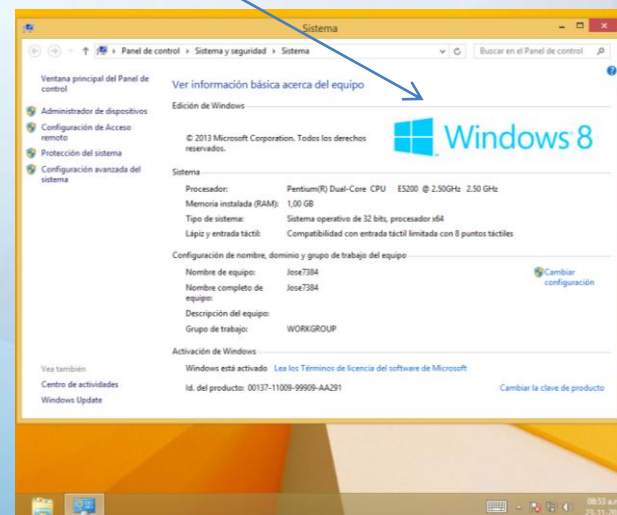 Sistema
Panel de control › Sistema y seguridad › Sistema
Buscar en el Panel de control
Ventana principal del Panel de
control
Administrador de dispositivos
Configuración de Acceso
remoto
Protección del sistema
Configuración avanzada del
sistema
Ver información básica acerca del equipo
Edición de Windows
© 2013 Microsoft Corporation. Todos los derechos
reservados.
Windows 8
Sistema
Procesador: Pentium(R) Dual-Core CPU E5200 @ 2.50GHz 2.50 GHz
Memoria instalada (RAM): 1,00 GB
Tipo de sistema: Sistema operativo de 32 bits, procesador x64
Lápiz y entrada táctil: Compatibilidad con entrada táctil limitada con 8 puntos táctiles
Configuración de nombre, dominio y grupo de trabajo del equipo
Nombre de equipo: Jose7384
Cambiar
configuración
Nombre completo de
equipo: Jose7384
Descripción del equipo:
Grupo de trabajo: WORKGROUP
Activación de Windows
Windows está activado Lea los Términos de licencia del software de Microsoft
Id. del producto: 00137-11009-99909-AA291
Cambiar la clave de producto
Vea también
Centro de actividades
Windows Update
08:53 a.m